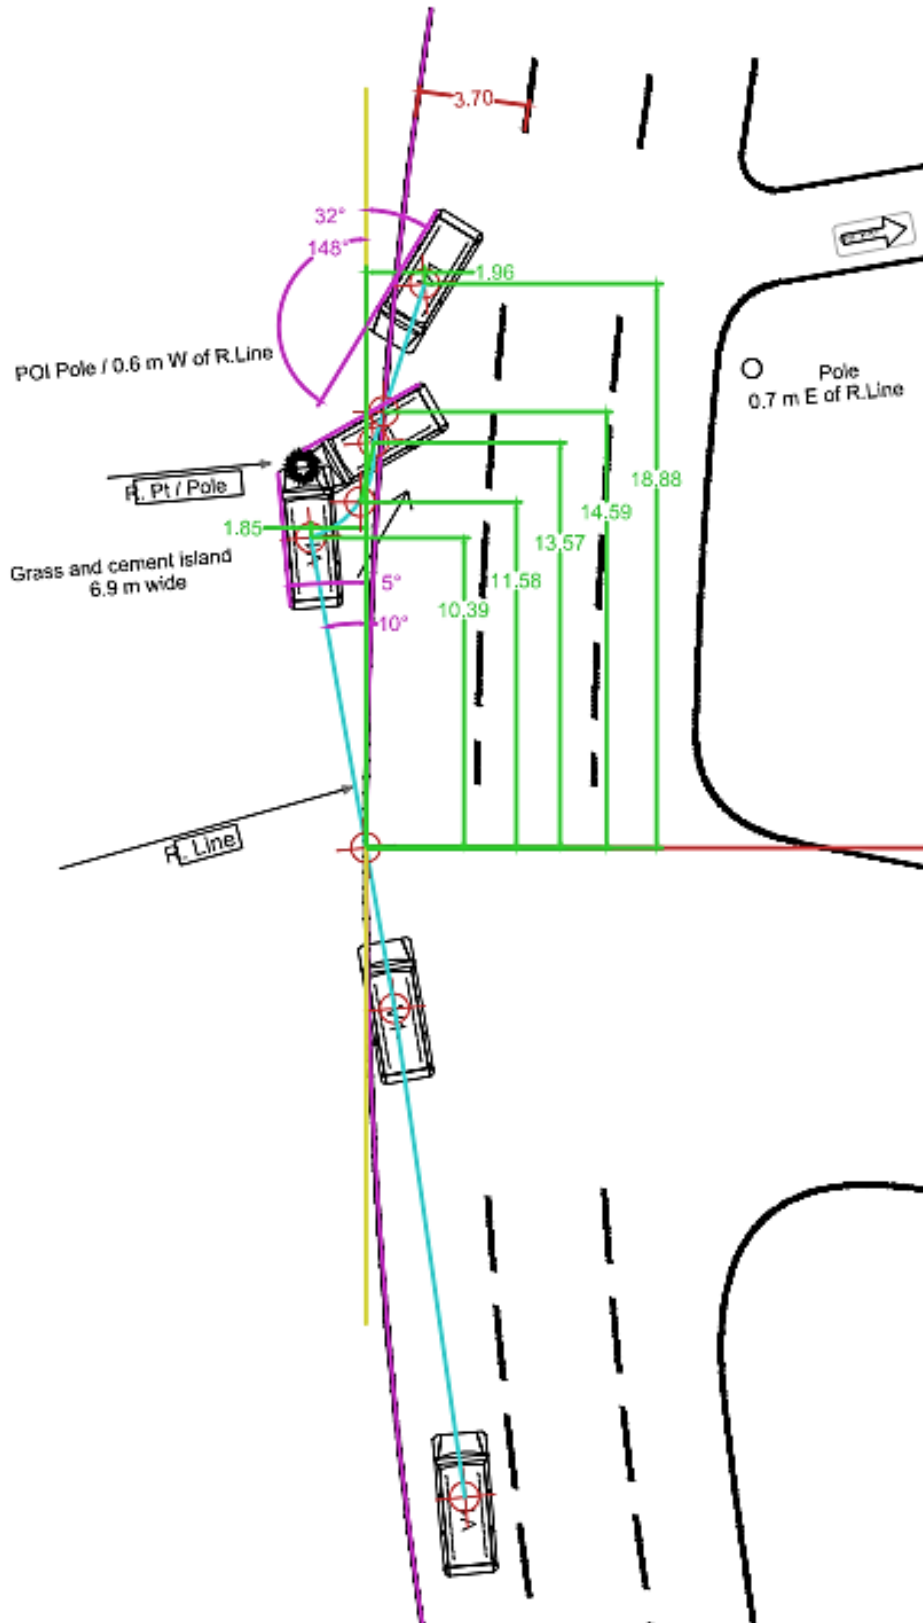 3.70
32°
148°
1.96
POI Pole / 0.6 m W of R.Line
Pole
0.7 m E of R.Line
18.88
R. Pt / Pole
14.59
1.85
13.57
Grass and cement island
6.9 m wide
5°
11.58
10.39
10°
R. Line